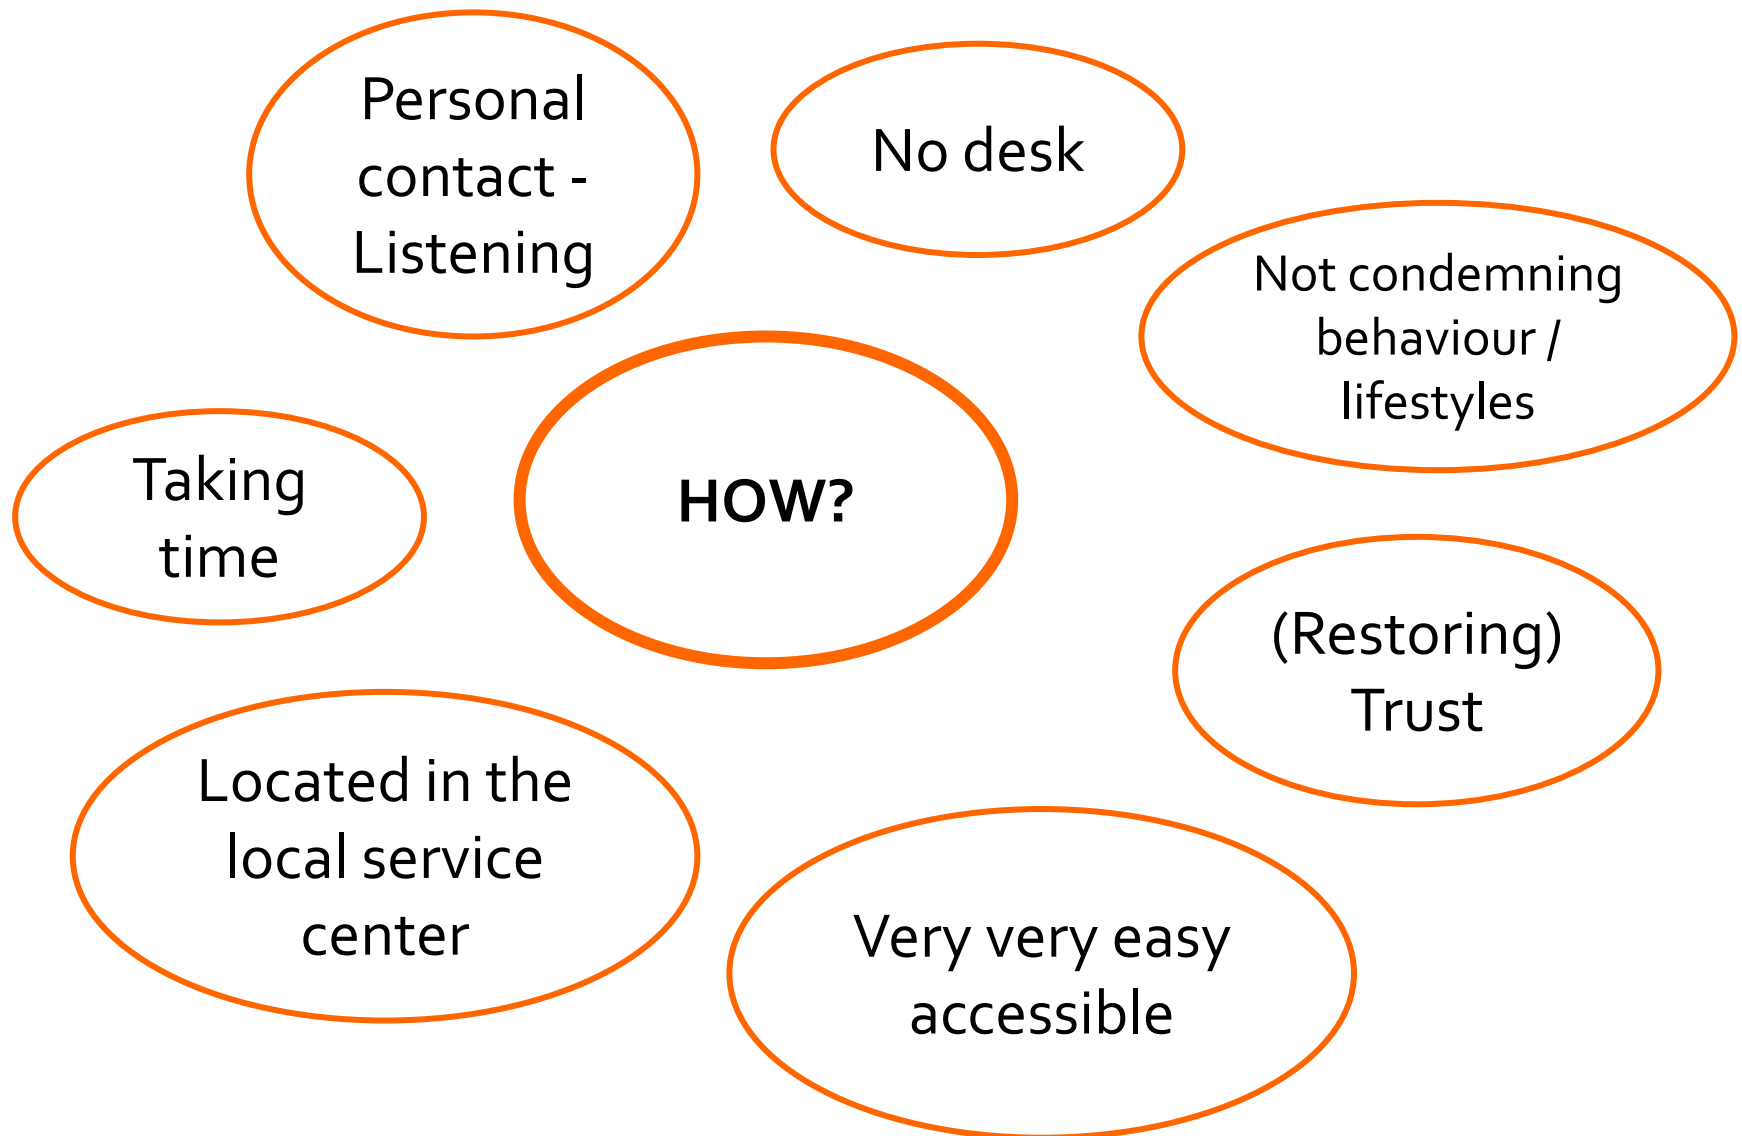 Personal
contact -
Listening
No desk
Not condemning
behaviour /
lifestyles
HOW?
Taking
time
(Restoring)
Trust
Located in the
local service
center
Very very easy
accessible